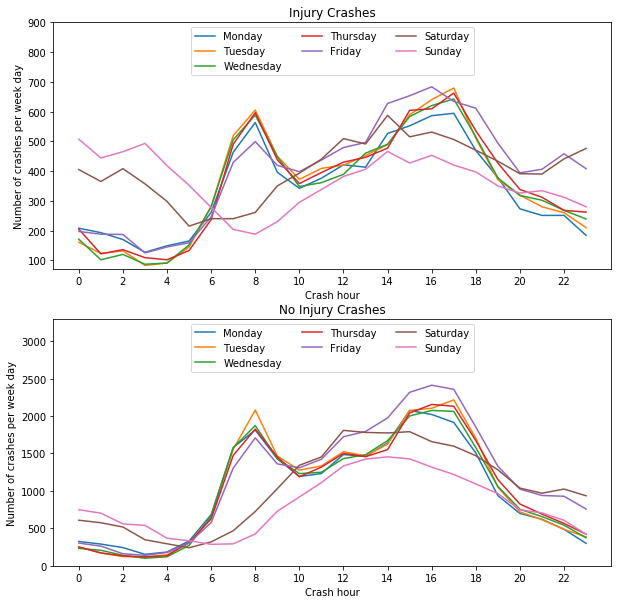 Injury Crashes
Number of crashes per week day
900
800
700
600
500
400
300
200
100
Monday Thursday Saturday
Tuesday Friday Sunday
Wednesday
0 2 4 6 8 10 12 14 16 18 20 22
Crash hour
No Injury Crashes
Number of crashes per week day
3000
2500
2000
1500
1000
500
0
Monday Thursday Saturday
Tuesday Friday Sunday
Wednesday
0 2 4 6 8 10 12 14 16 18 20 22
Crash hour